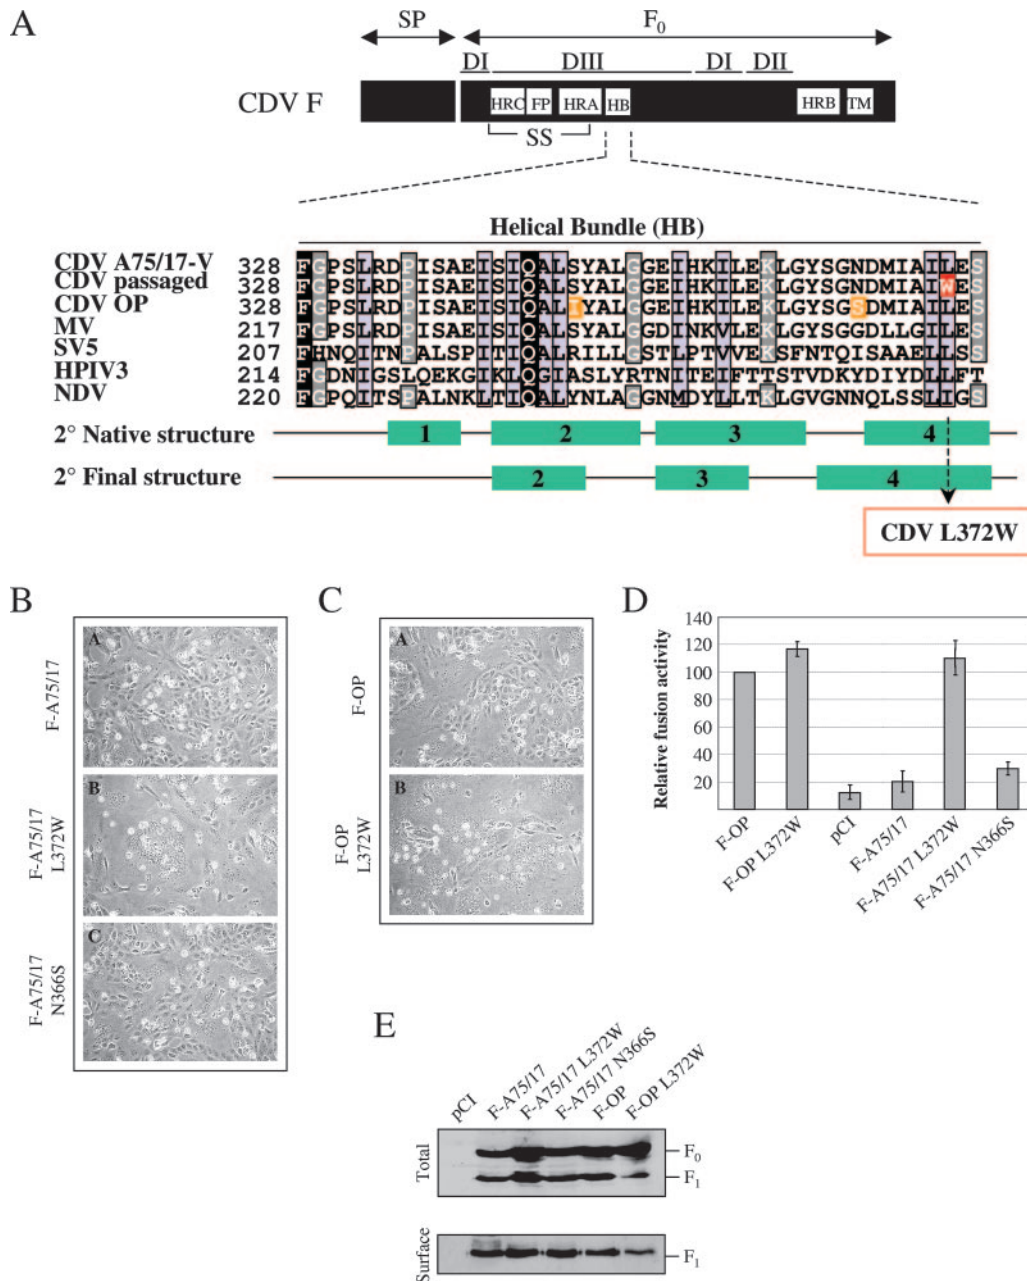 A
SP F0
DI DIII DI DII
CDV F HRC FP HRA HB HRB TM
SS
Helical Bundle (HB)
CDV A75/17-V 328 FGPSLRDPISAEISIQALSYALGGEIHKILEKLGYSGNDMIAILES
CDV passaged 328 FGPSLRDPISAEISIQALSYALGGEIHKILEKLGYSGNDMIAIWES
CDV OP 328 FGPSLRDPISAEISIQALIYALGGEIHKILEKLGYSGSDMIAILES
MV 217 FGPSLRDPISAEISIQALSYALGGDINKVLEKLGYSGGDLLGILES
SV5 207 FHNQITNPALSPITIQALRILLGSTLPTVVEKSFNTQISAAELLSS
HPIV3 214 FGDNIGSLQEKGIKLQGIASLYRTNITEIFTTSTVDKYDIYDLLFT
NDV 220 FGPQITSPALNKLTIQALYNLAGGNMDYLLTKLGVGNNQLSSLIGS
2° Native structure 1 2 3 4
2° Final structure 2 3 4
CDV L372W
B
F-A75/17
A
F-A75/17
L372W
B
F-A75/17
N366S
C
C
F-OP
A
F-OP
L372W
B
D
Relative fusion activity
140
120
100
80
60
40
20
F-OP
F-OP L372W
pCI
F-A75/17
F-A75/17 L372W
F-A75/17 N366S
E
pCI
F-A75/17
F-A75/17 L372W
F-A75/17 N366S
F-OP
F-OP L372W
Total
F0
F1
Surface
F1